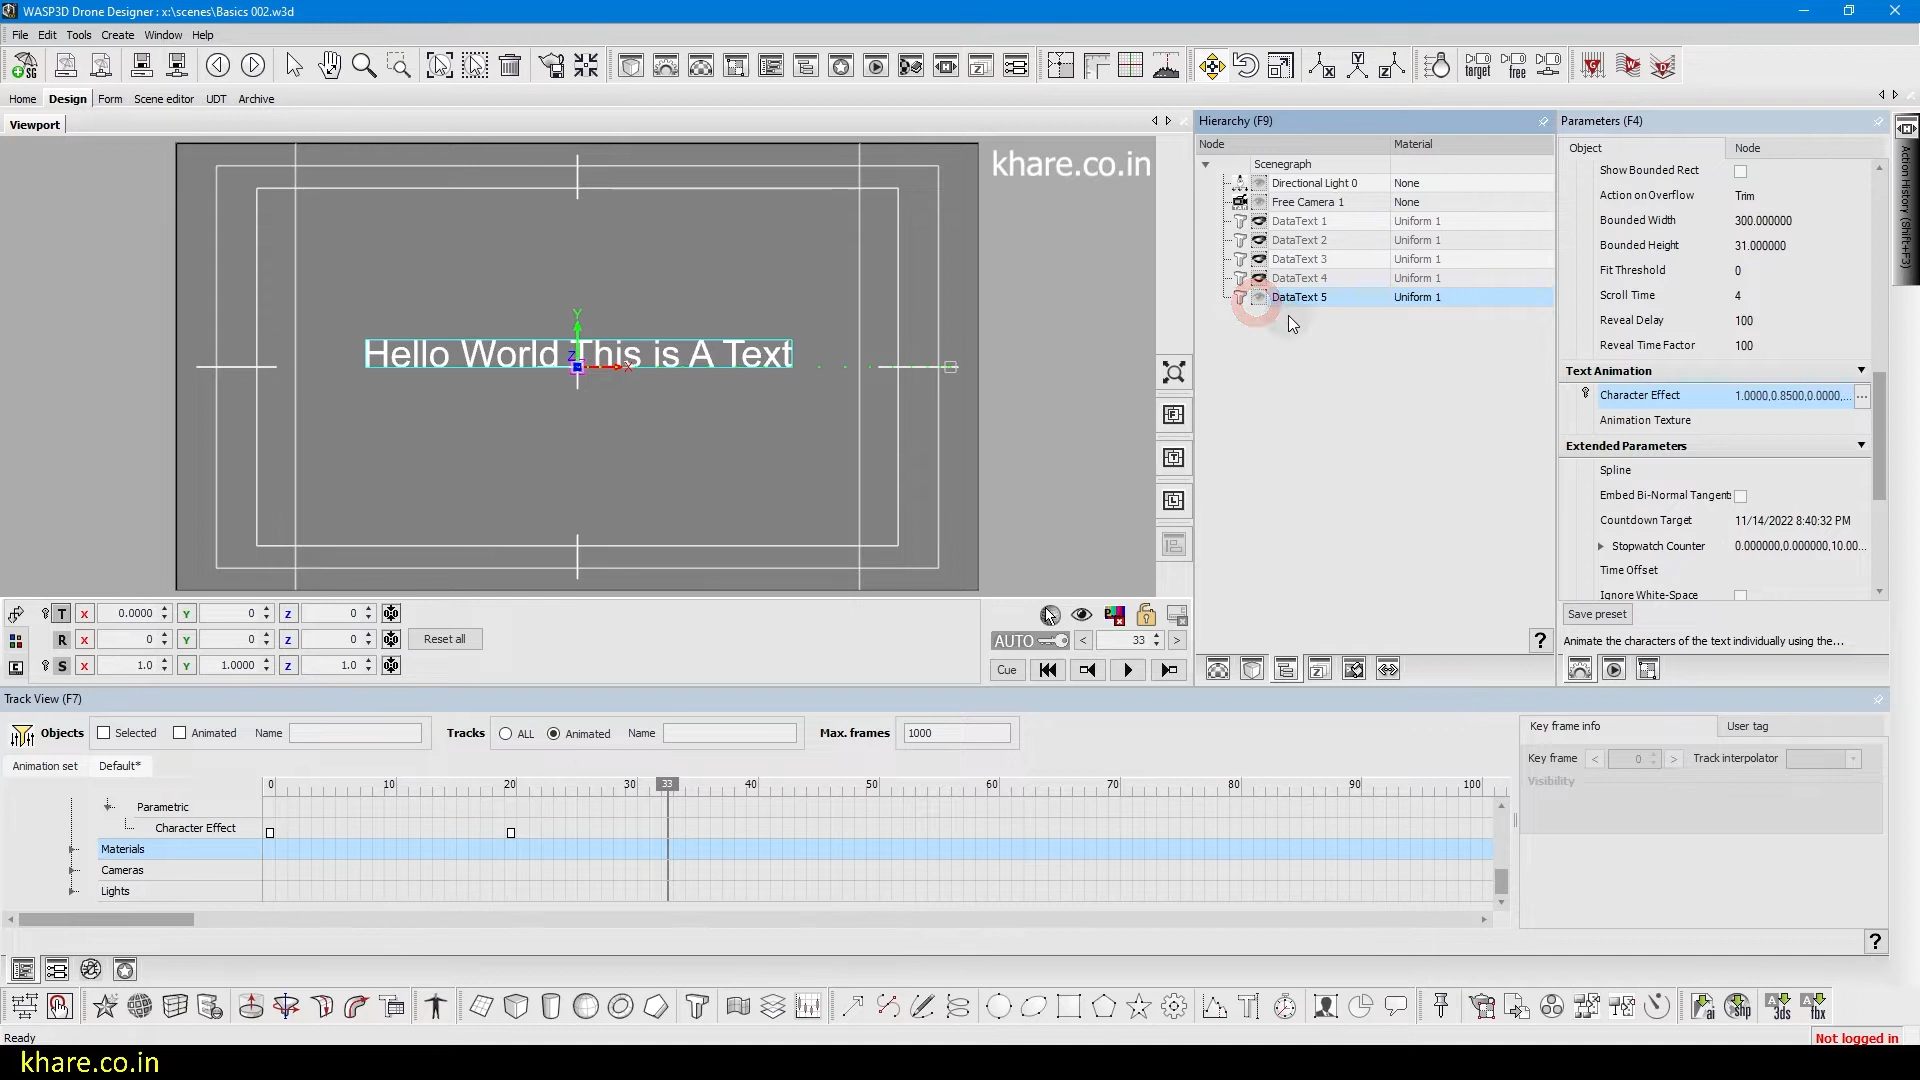 WASP3D Drone Designer : x:\scenes\Basics 002.w3d
File Edit Tools Create Window Help
SG target free
Home Design Form Scene editor UDT Archive
Viewport
khare.co.in
Hello World This is A Text
Y
Z
X
Hierarchy (F9)
Node Material
Scenegraph
Directional Light 0 None
Free Camera 1 None
DataText 1 Uniform 1
DataText 2 Uniform 1
DataText 3 Uniform 1
DataText 4 Uniform 1
DataText 5 Uniform 1
Parameters (F4)
Object Node
Show Bounded Rect
Action on Overflow Trim
Bounded Width 300.000000
Bounded Height 31.000000
Fit Threshold 0
Scroll Time 4
Reveal Delay 100
Reveal Time Factor 100
Text Animation
Character Effect 1.0000,0.8500,0.0000,... ...
Animation Texture
Extended Parameters
Spline
Embed Bi-Normal Tangent:
Countdown Target 11/14/2022 8:40:32 PM
Stopwatch Counter 0.000000,0.000000,10.00...
Time Offset
Ignore White-Space
Save preset
Animate the characters of the text individually using the...
Action History (Shift+F3)
T X 0.0000 Y 0 Z 0
R X 0 Y 0 Z 0 Reset all
S X 1.0 Y 1.0000 Z 1.0
AUTO < 33 >
Cue
?
Track View (F7)
Objects Selected Animated Name Tracks ALL Animated Name Max. frames 1000
Animation set Default*
0 10 20 30 33 40 50 60 70 80 90 100
Parametric
Character Effect
Materials
Cameras
Lights
Key frame info User tag
Key frame < 0 > Track interpolator
Visibility
?
ai shp 3ds fbx
Ready Not logged in
khare.co.in